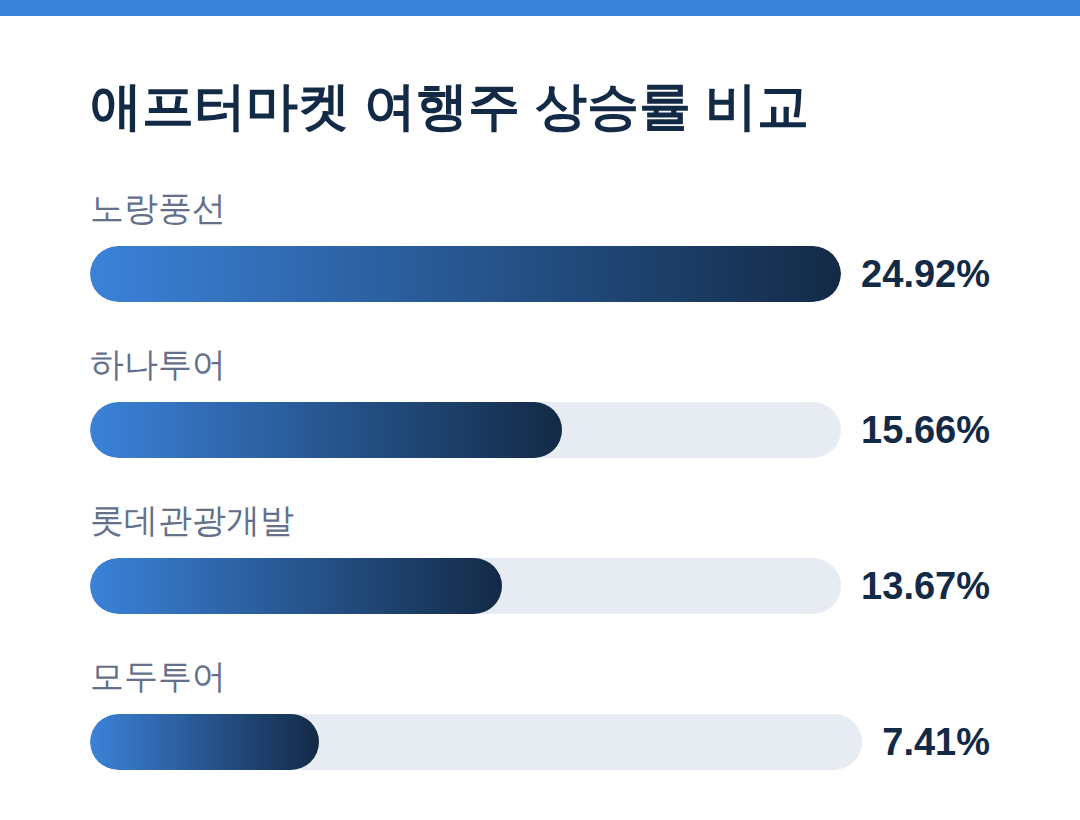 애프터마켓 여행주 상승률 비교
노랑풍선
24.92%
하나투어
15.66%
롯데관광개발
13.67%
모두투어
7.41%